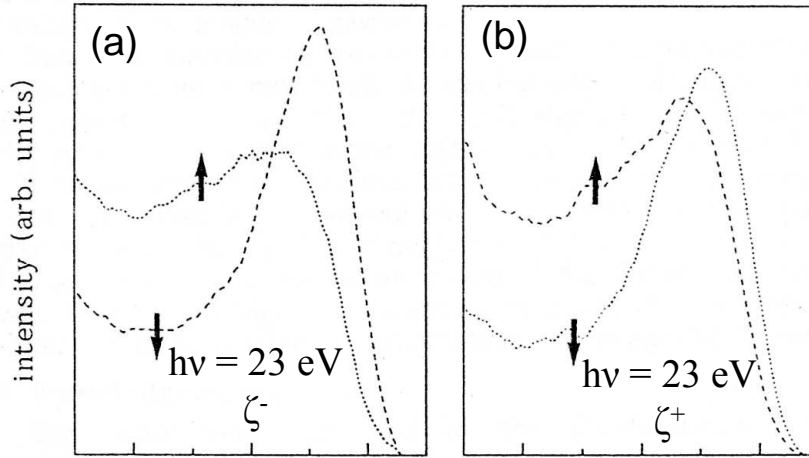 intensity (arb. units)
(a)
hν = 23 eV
ζ-
(b)
hν = 23 eV
ζ+